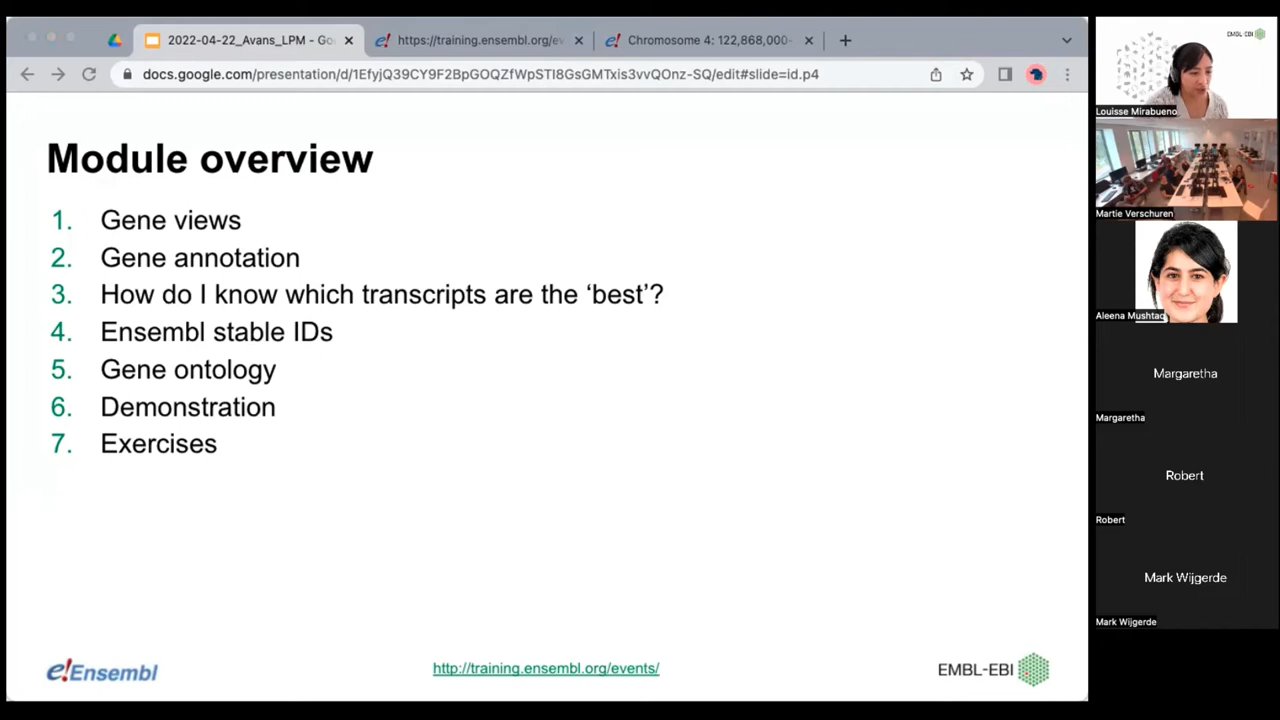 2022-04-22_Avans_LPM - Go
https://training.ensembl.org/ev
Chromosome 4: 122,868,000-
docs.google.com/presentation/d/1EfyjQ39CY9F2BpGOQZfWpSTI8GsGMTxis3vvQOnz-SQ/edit#slide=id.p4
Module overview
1. Gene views
2. Gene annotation
3. How do I know which transcripts are the ‘best’?
4. Ensembl stable IDs
5. Gene ontology
6. Demonstration
7. Exercises
e!Ensembl
http://training.ensembl.org/events/
EMBL-EBI
EMBL-EBI
Louisse Mirabueno
Martie Verschuren
Aleena Mushtaq
Margaretha
Margaretha
Robert
Robert
Mark Wijgerde
Mark Wijgerde